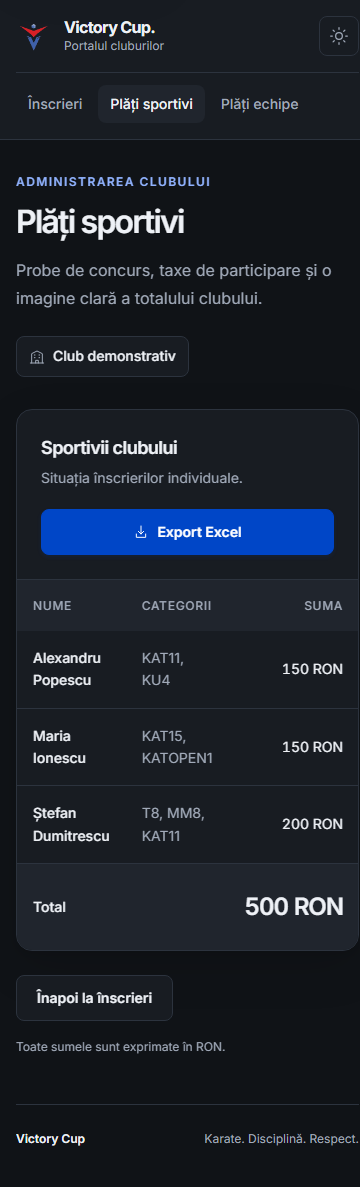 Victory Cup.
Portalul cluburilor
Înscrieri Plăți sportivi Plăți echipe
ADMINISTRAREA CLUBULUI
Plăți sportivi
Probe de concurs, taxe de participare și o
imagine clară a totalului clubului.
Club demonstrativ
Sportivii clubului
Situația înscrierilor individuale.
Export Excel
NUME CATEGORII SUMA
Alexandru
Popescu
KAT11,
KU4
150 RON
Maria
Ionescu
KAT15,
KATOPEN1
150 RON
Ștefan
Dumitrescu
T8, MM8,
KAT11
200 RON
Total 500 RON
Înapoi la înscrieri
Toate sumele sunt exprimate în RON.
Victory Cup Karate. Disciplină. Respect.